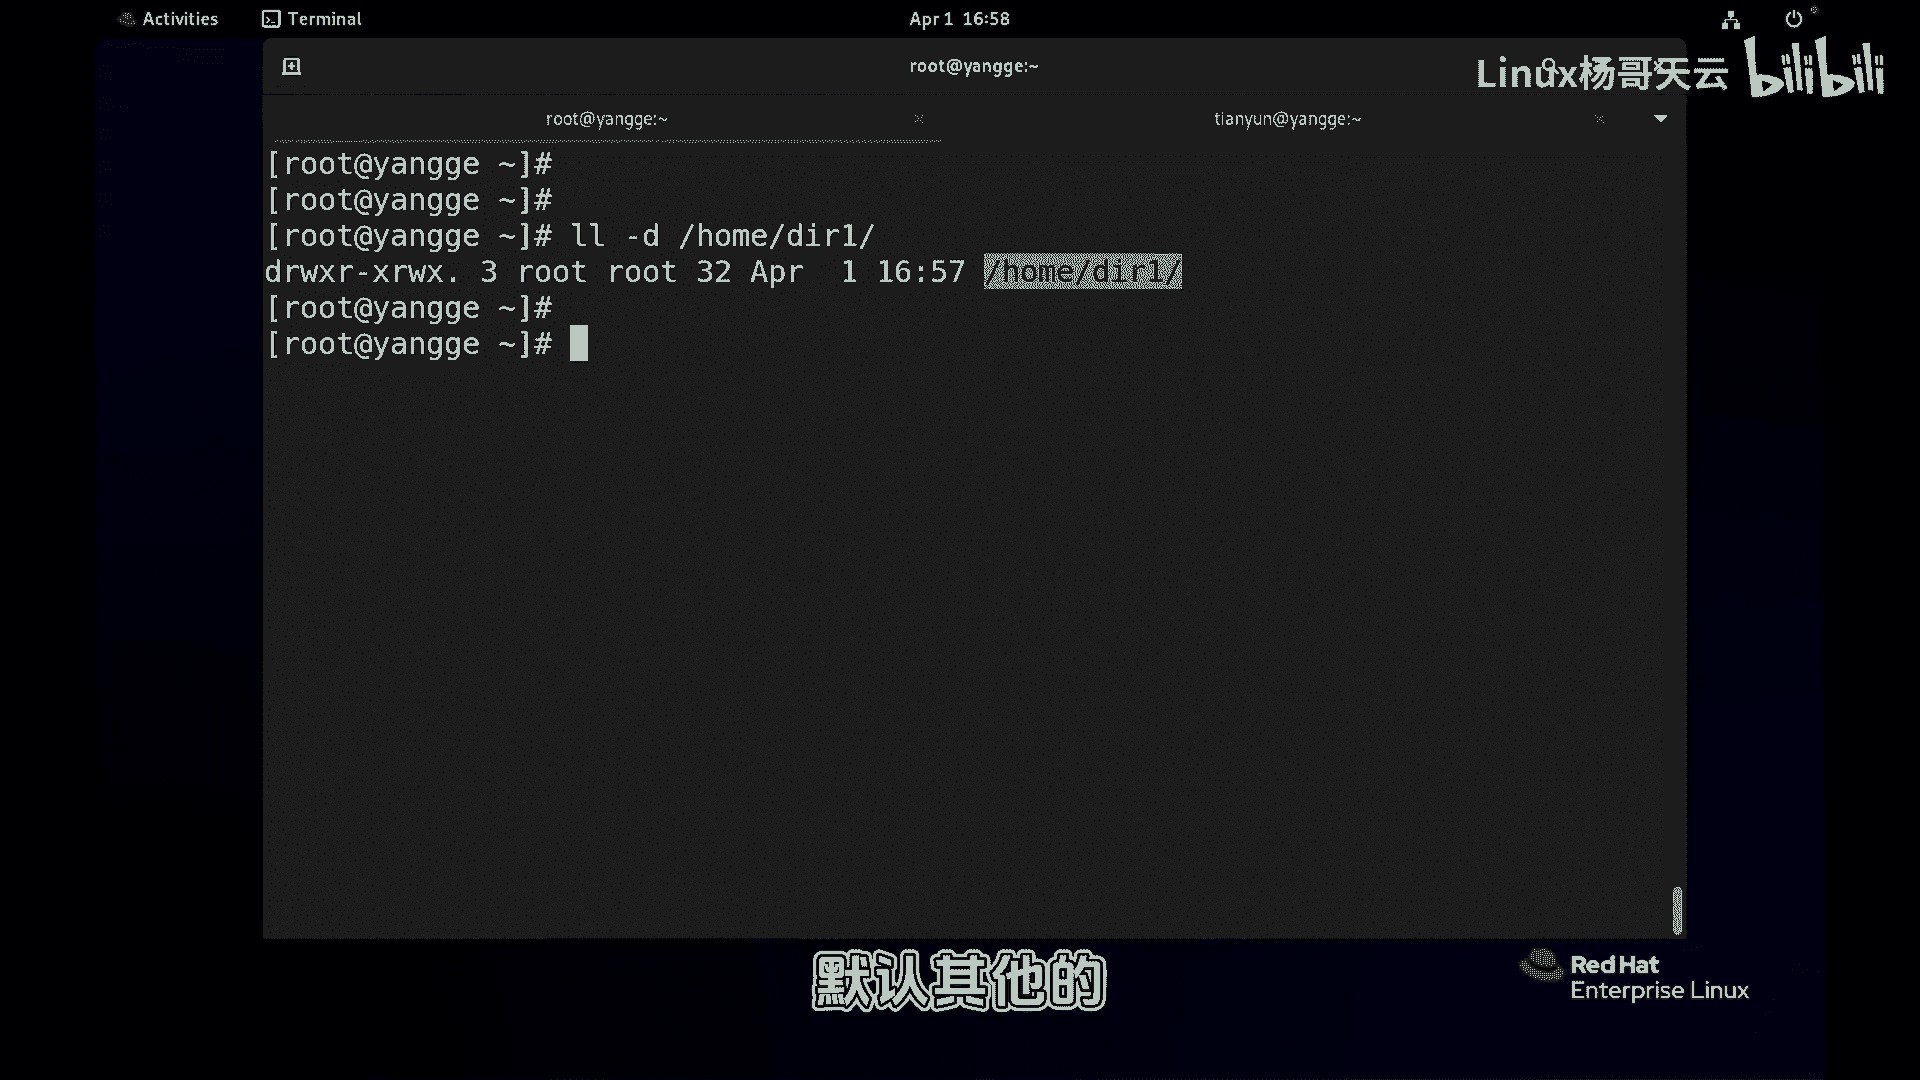 Activities Terminal Apr 1 16:58
root@yangge:~
Linux杨哥天云 bilibili
root@yangge:~ × tianyun@yangge:~ ×
[root@yangge ~]#
[root@yangge ~]#
[root@yangge ~]# ll -d /home/dir1/
drwxr-xrwx. 3 root root 32 Apr  1 16:57 /home/dir1/
[root@yangge ~]#
[root@yangge ~]#
默认其他的
Red Hat
Enterprise Linux